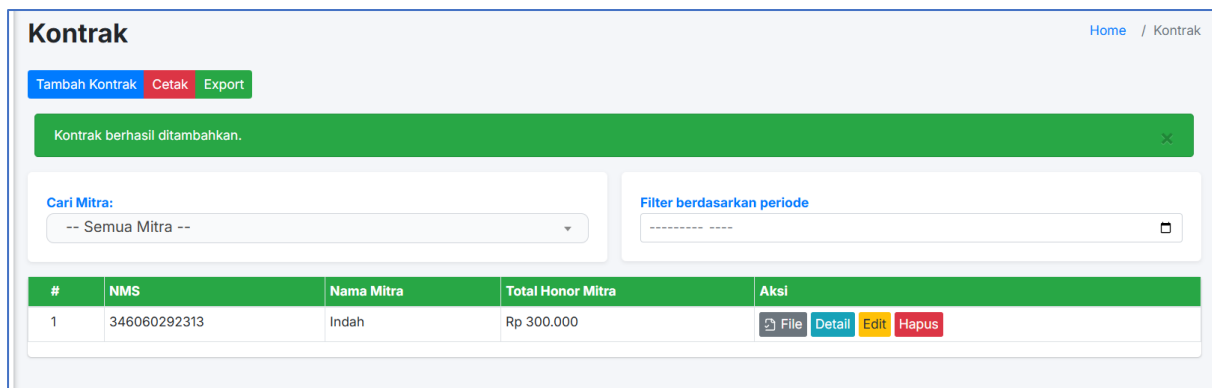 Kontrak
Home / Kontrak
Tambah Kontrak Cetak Export
Kontrak berhasil ditambahkan. ×
Cari Mitra: Filter berdasarkan periode
-- Semua Mitra -- --------- ----
# NMS Nama Mitra Total Honor Mitra Aksi
1 346060292313 Indah Rp 300.000 File Detail Edit Hapus